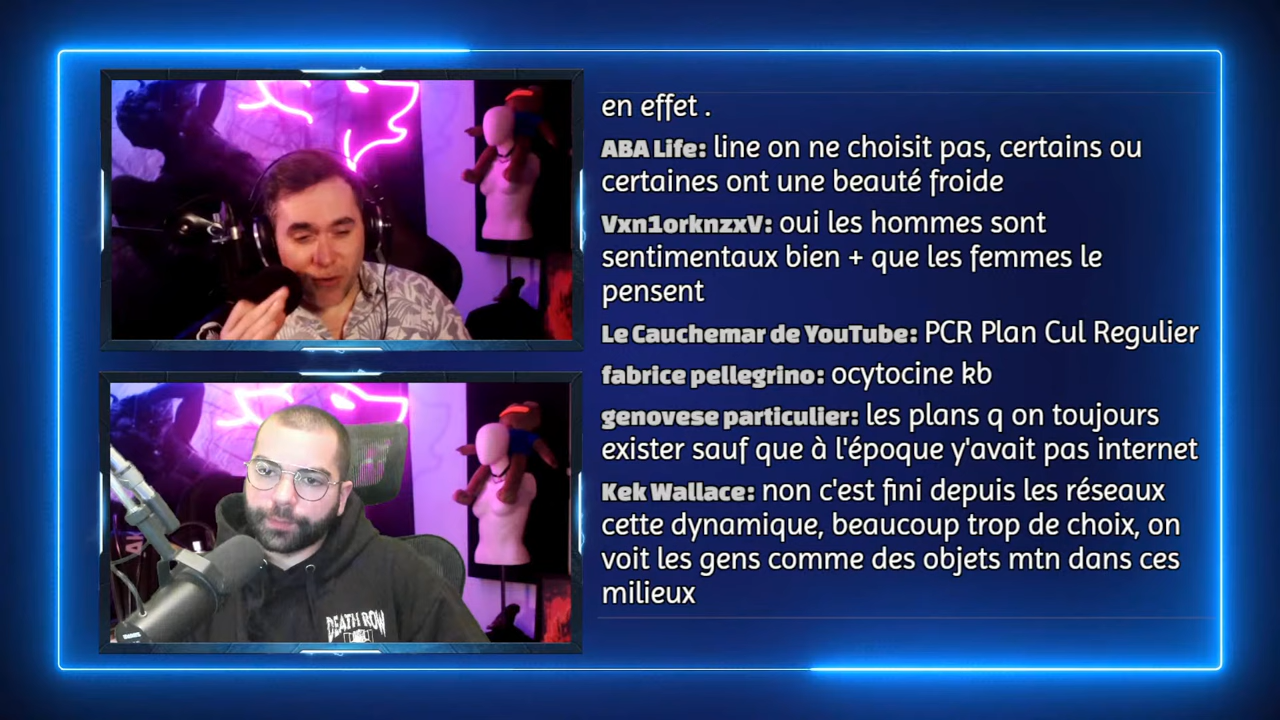 en effet .
ABA Life: line on ne choisit pas, certains ou
certaines ont une beauté froide
Vxn1orknzxV: oui les hommes sont
sentimentaux bien + que les femmes le
pensent
Le Cauchemar de YouTube: PCR Plan Cul Regulier
fabrice pellegrino: ocytocine kb
genovese particulier: les plans q on toujours
exister sauf que à l'époque y'avait pas internet
Kek Wallace: non c'est fini depuis les réseaux
cette dynamique, beaucoup trop de choix, on
voit les gens comme des objets mtn dans ces
milieux
DEATH ROW